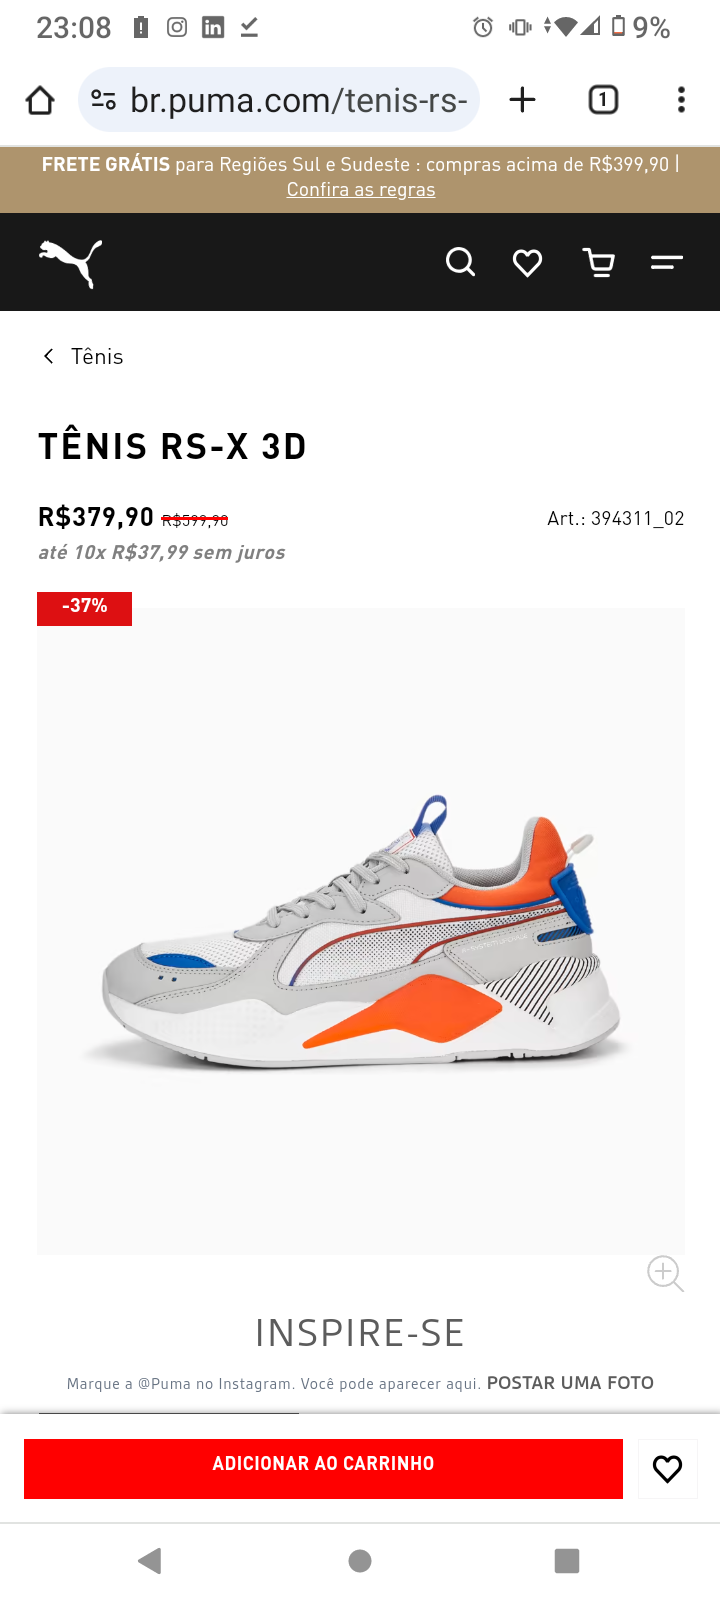 23:08
9%
br.puma.com/tenis-rs-
1
FRETE GRÁTIS para Regiões Sul e Sudeste : compras acima de R$399,90 |
Confira as regras
Tênis
TÊNIS RS-X 3D
R$379,90 R$599,90
Art.: 394311_02
até 10x R$37,99 sem juros
-37%
INSPIRE-SE
Marque a @Puma no Instagram. Você pode aparecer aqui. POSTAR UMA FOTO
ADICIONAR AO CARRINHO